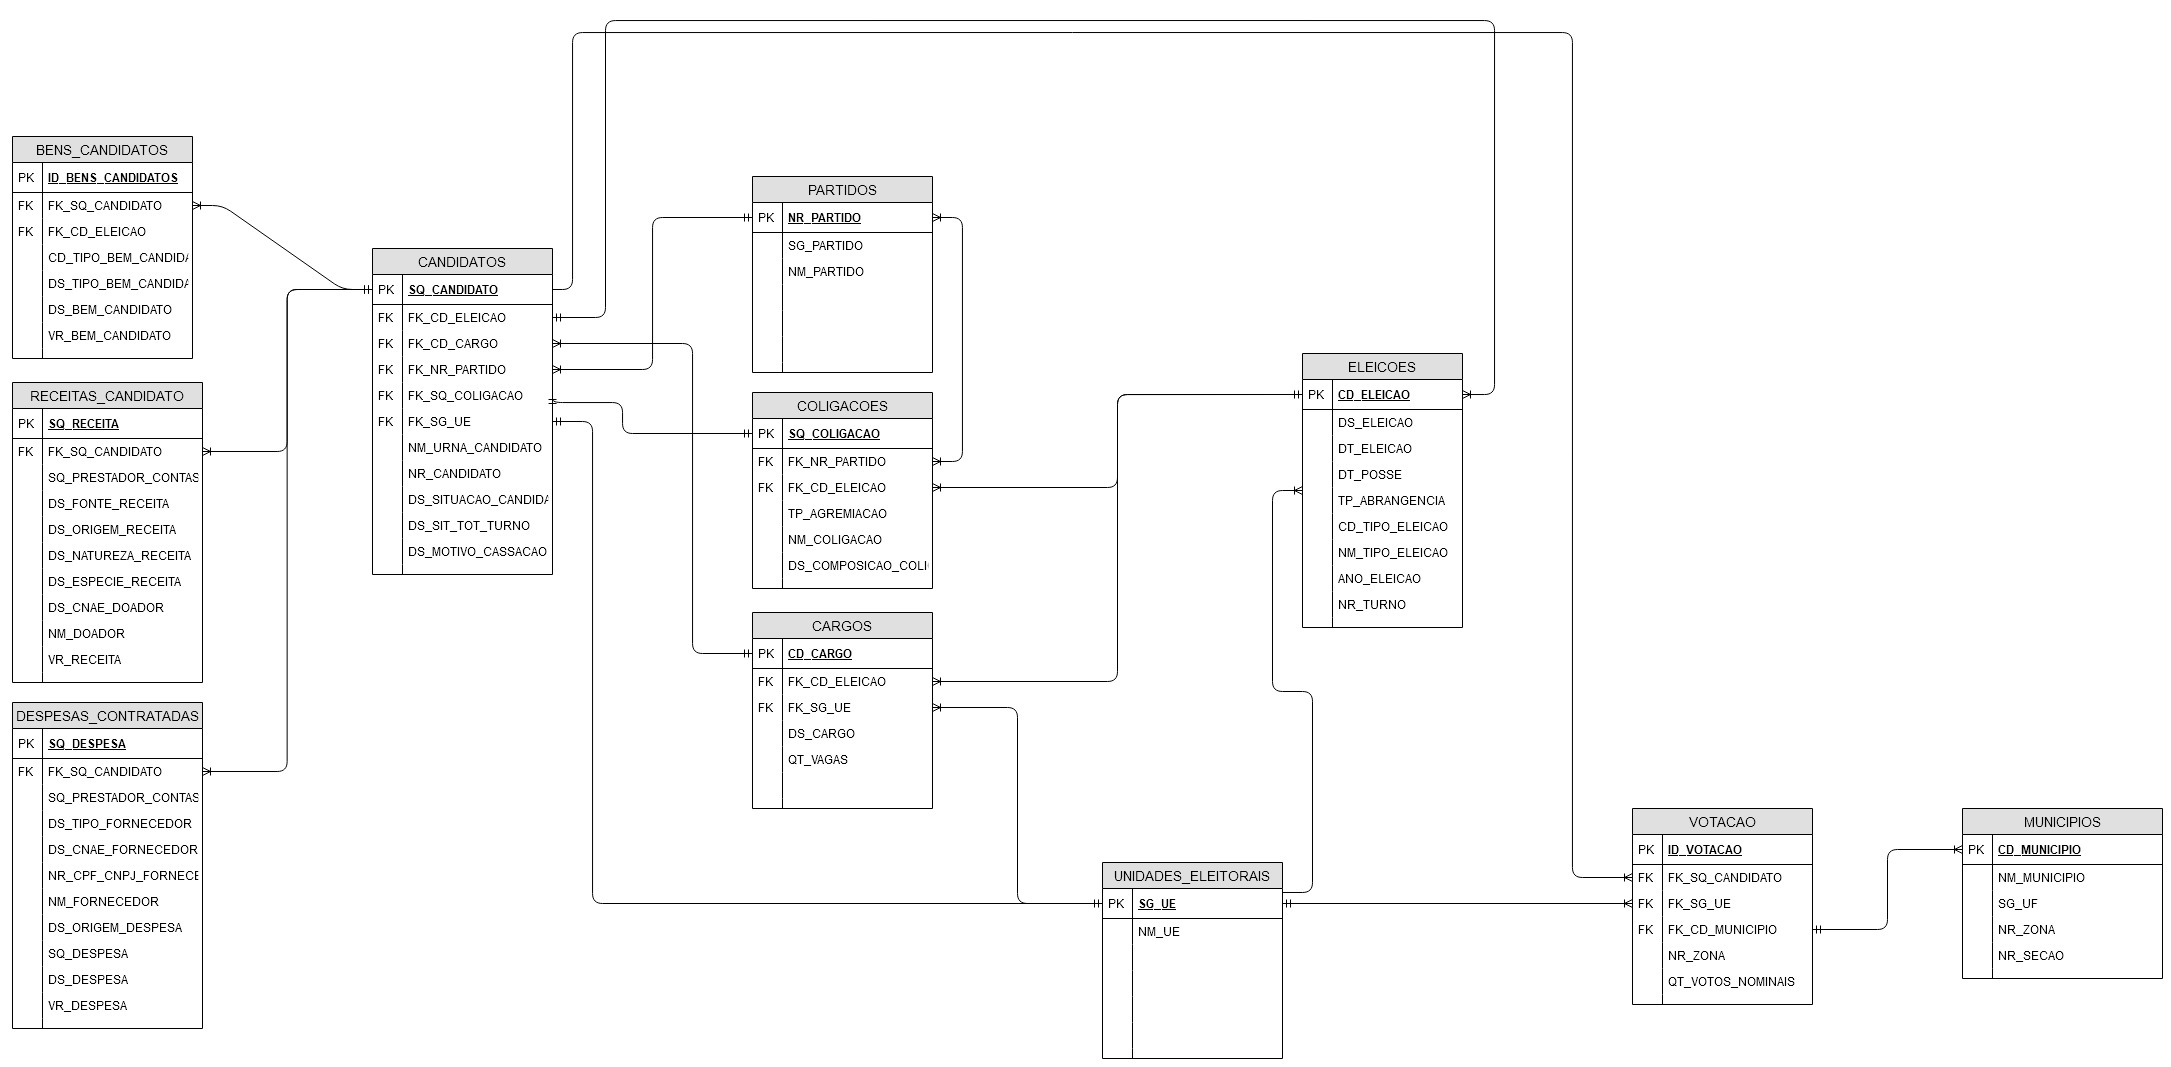 BENS_CANDIDATOS
PK ID_BENS_CANDIDATOS
FK FK_SQ_CANDIDATO
FK FK_CD_ELEICAO
CD_TIPO_BEM_CANDIDA
DS_TIPO_BEM_CANDIDA
DS_BEM_CANDIDATO
VR_BEM_CANDIDATO
RECEITAS_CANDIDATO
PK SQ_RECEITA
FK FK_SQ_CANDIDATO
SQ_PRESTADOR_CONTAS
DS_FONTE_RECEITA
DS_ORIGEM_RECEITA
DS_NATUREZA_RECEITA
DS_ESPECIE_RECEITA
DS_CNAE_DOADOR
NM_DOADOR
VR_RECEITA
DESPESAS_CONTRATADAS
PK SQ_DESPESA
FK FK_SQ_CANDIDATO
SQ_PRESTADOR_CONTAS
DS_TIPO_FORNECEDOR
DS_CNAE_FORNECEDOR
NR_CPF_CNPJ_FORNECE
NM_FORNECEDOR
DS_ORIGEM_DESPESA
SQ_DESPESA
DS_DESPESA
VR_DESPESA
CANDIDATOS
PK SQ_CANDIDATO
FK FK_CD_ELEICAO
FK FK_CD_CARGO
FK FK_NR_PARTIDO
FK FK_SQ_COLIGACAO
FK FK_SG_UE
NM_URNA_CANDIDATO
NR_CANDIDATO
DS_SITUACAO_CANDIDA
DS_SIT_TOT_TURNO
DS_MOTIVO_CASSACAO
PARTIDOS
PK NR_PARTIDO
SG_PARTIDO
NM_PARTIDO
COLIGACOES
PK SQ_COLIGACAO
FK FK_NR_PARTIDO
FK FK_CD_ELEICAO
TP_AGREMIACAO
NM_COLIGACAO
DS_COMPOSICAO_COLI
CARGOS
PK CD_CARGO
FK FK_CD_ELEICAO
FK FK_SG_UE
DS_CARGO
QT_VAGAS
UNIDADES_ELEITORAIS
PK SG_UE
NM_UE
ELEICOES
PK CD_ELEICAO
DS_ELEICAO
DT_ELEICAO
DT_POSSE
TP_ABRANGENCIA
CD_TIPO_ELEICAO
NM_TIPO_ELEICAO
ANO_ELEICAO
NR_TURNO
VOTACAO
PK ID_VOTACAO
FK FK_SQ_CANDIDATO
FK FK_SG_UE
FK FK_CD_MUNICIPIO
NR_ZONA
QT_VOTOS_NOMINAIS
MUNICIPIOS
PK CD_MUNICIPIO
NM_MUNICIPIO
SG_UF
NR_ZONA
NR_SECAO